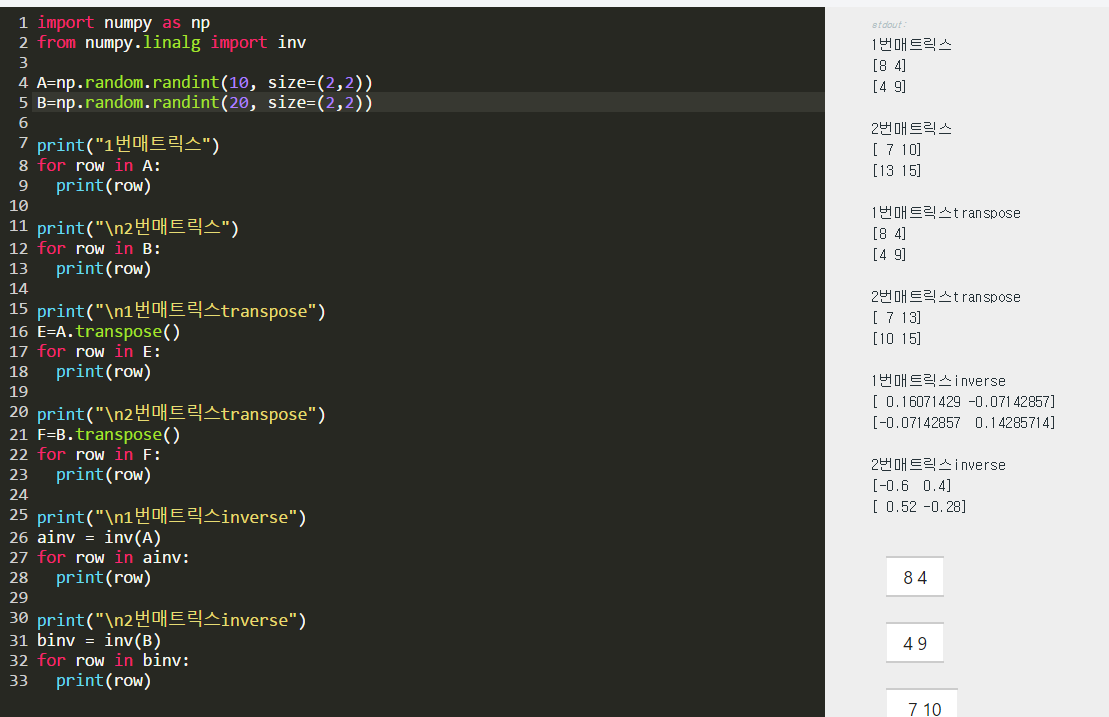 1 import numpy as np
2 from numpy.linalg import inv
3
4 A=np.random.randint(10, size=(2,2))
5 B=np.random.randint(20, size=(2,2))
6
7 print("1번매트릭스")
8 for row in A:
9   print(row)
10
11 print("\n2번매트릭스")
12 for row in B:
13   print(row)
14
15 print("\n1번매트릭스transpose")
16 E=A.transpose()
17 for row in E:
18   print(row)
19
20 print("\n2번매트릭스transpose")
21 F=B.transpose()
22 for row in F:
23   print(row)
24
25 print("\n1번매트릭스inverse")
26 ainv = inv(A)
27 for row in ainv:
28   print(row)
29
30 print("\n2번매트릭스inverse")
31 binv = inv(B)
32 for row in binv:
33   print(row)
stdout:
1번매트릭스
[8 4]
[4 9]
2번매트릭스
[ 7 10]
[13 15]
1번매트릭스transpose
[8 4]
[4 9]
2번매트릭스transpose
[ 7 13]
[10 15]
1번매트릭스inverse
[ 0.16071429 -0.07142857]
[-0.07142857  0.14285714]
2번매트릭스inverse
[-0.6  0.4]
[ 0.52 -0.28]
8 4
4 9
7 10